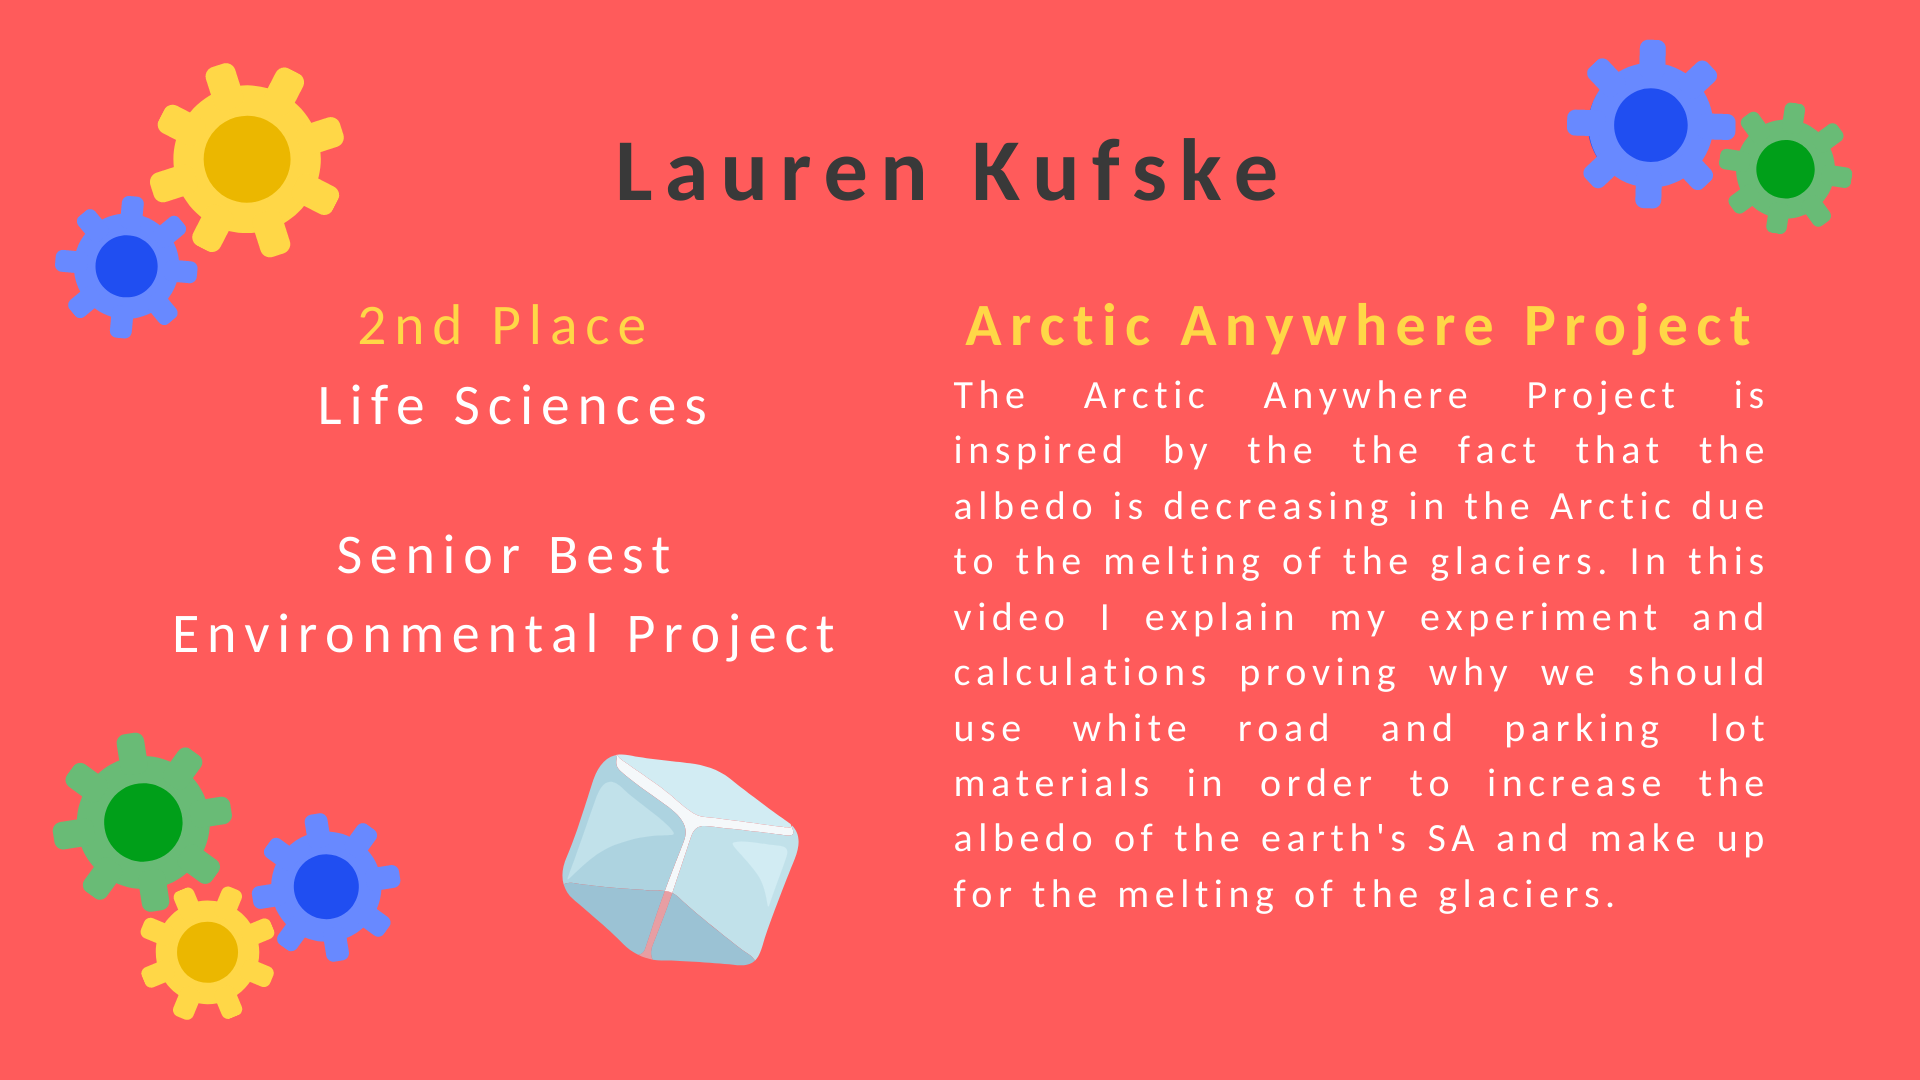 Lauren Kufske
2nd Place
Life Sciences
Senior Best
Environmental Project
Arctic Anywhere Project
The Arctic Anywhere Project is
inspired by the the fact that the
albedo is decreasing in the Arctic due
to the melting of the glaciers. In this
video I explain my experiment and
calculations proving why we should
use white road and parking lot
materials in order to increase the
albedo of the earth's SA and make up
for the melting of the glaciers.